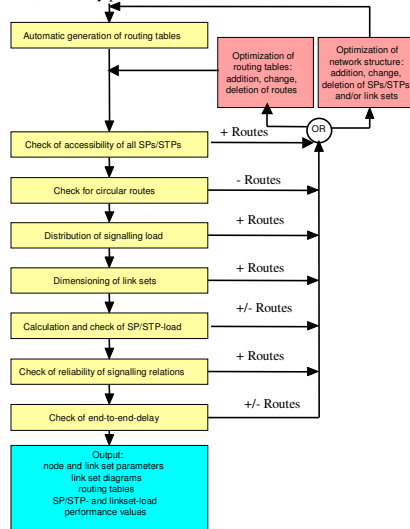 Automatic generation of routing tables
Optimization of
routing tables:
addition, change,
deletion of routes
Optimization of
network structure:
addition, change,
deletion of SPs/STPs
and/or link sets
OR
Check of accessibility of all SPs/STPs
+ Routes
Check for circular routes
- Routes
Distribution of signalling load
+ Routes
Dimensioning of link sets
+ Routes
Calculation and check of SP/STP-load
+/- Routes
Check of reliability of signalling relations
+ Routes
Check of end-to-end-delay
+/- Routes
Output:
node and link set parameters
link set diagrams
routing tables
SP/STP- and linkset-load
performance values